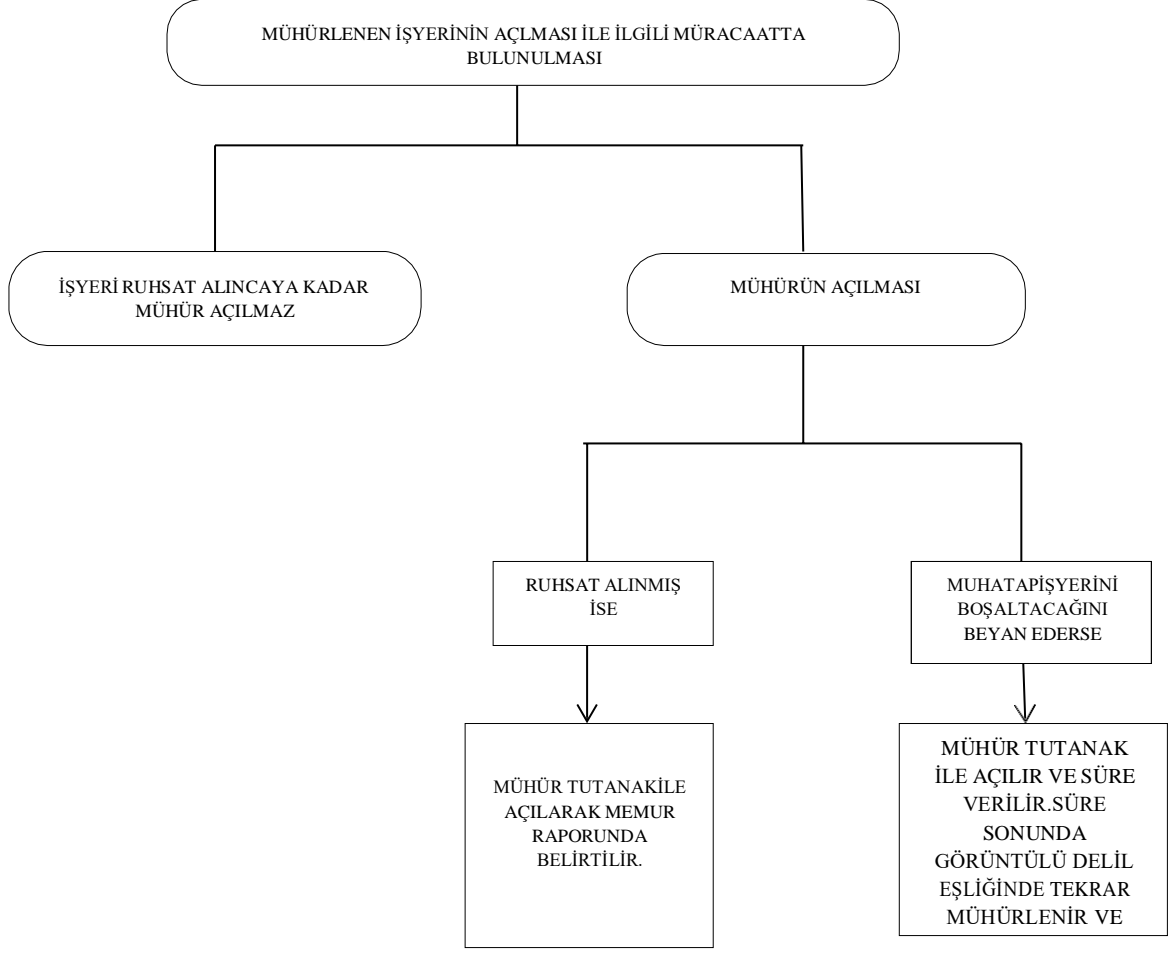 MÜHÜRLENEN İŞYERİNİN AÇLMASI İLE İLGİLİ MÜRACAATTA
BULUNULMASI
İŞYERİ RUHSAT ALINCAYA KADAR
MÜHÜR AÇILMAZ
MÜHÜRÜN AÇILMASI
RUHSAT ALINMIŞ
İSE
MUHATAPİŞYERİNİ
BOŞALTACAĞINI
BEYAN EDERSE
MÜHÜR TUTANAKİLE
AÇILARAK MEMUR
RAPORUNDA
BELİRTİLİR.
MÜHÜR TUTANAK
İLE AÇILIR VE SÜRE
VERİLİR.SÜRE
SONUNDA
GÖRÜNTÜLÜ DELİL
EŞLİĞİNDE TEKRAR
MÜHÜRLENİR VE